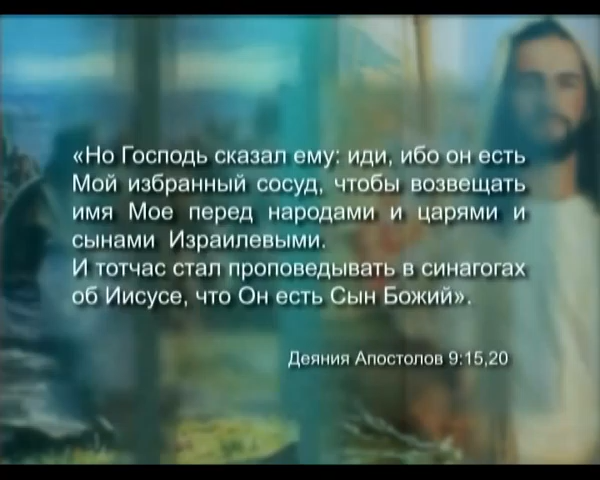 «Но Господь сказал ему: иди, ибо он есть
Мой избранный сосуд, чтобы возвещать
имя Мое перед народами и царями и
сынами Израилевыми.
И тотчас стал проповедывать в синагогах
об Иисусе, что Он есть Сын Божий».
Деяния Апостолов 9:15,20